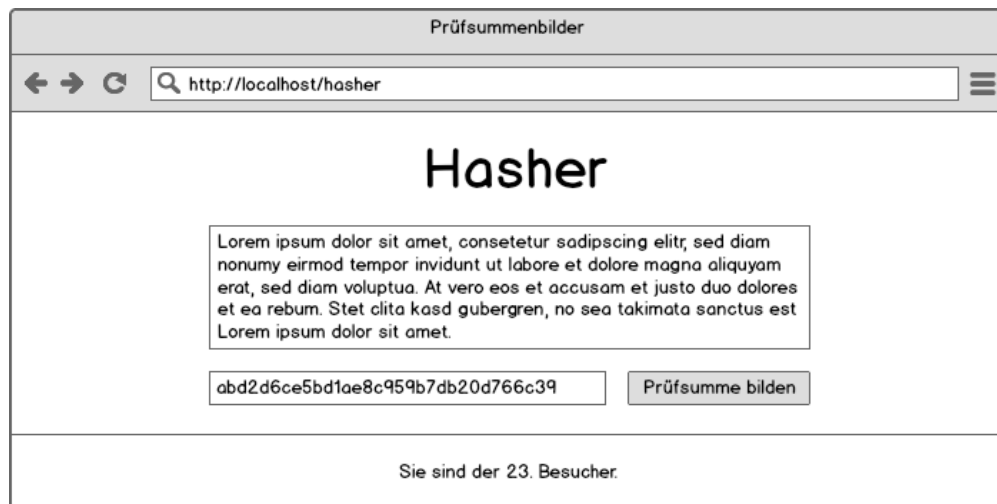 Prüfsummenbilder
http://localhost/hasher
Hasher
Lorem ipsum dolor sit amet, consetetur sadipscing elitr, sed diam
nonumy eirmod tempor invidunt ut labore et dolore magna aliquyam
erat, sed diam voluptua. At vero eos et accusam et justo duo dolores
et ea rebum. Stet clita kasd gubergren, no sea takimata sanctus est
Lorem ipsum dolor sit amet.
abd2d6ce5bd1ae8c959b7db20d766c39
Prüfsumme bilden
Sie sind der 23. Besucher.